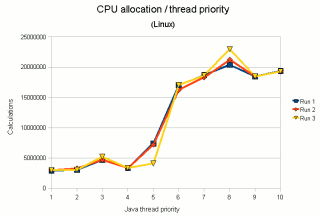 CPU allocation / thread priority
(Linux)
25000000
20000000
15000000
10000000
5000000
0
Calculations
1 2 3 4 5 6 7 8 9 10
Java thread priority
Run 1
Run 2
Run 3